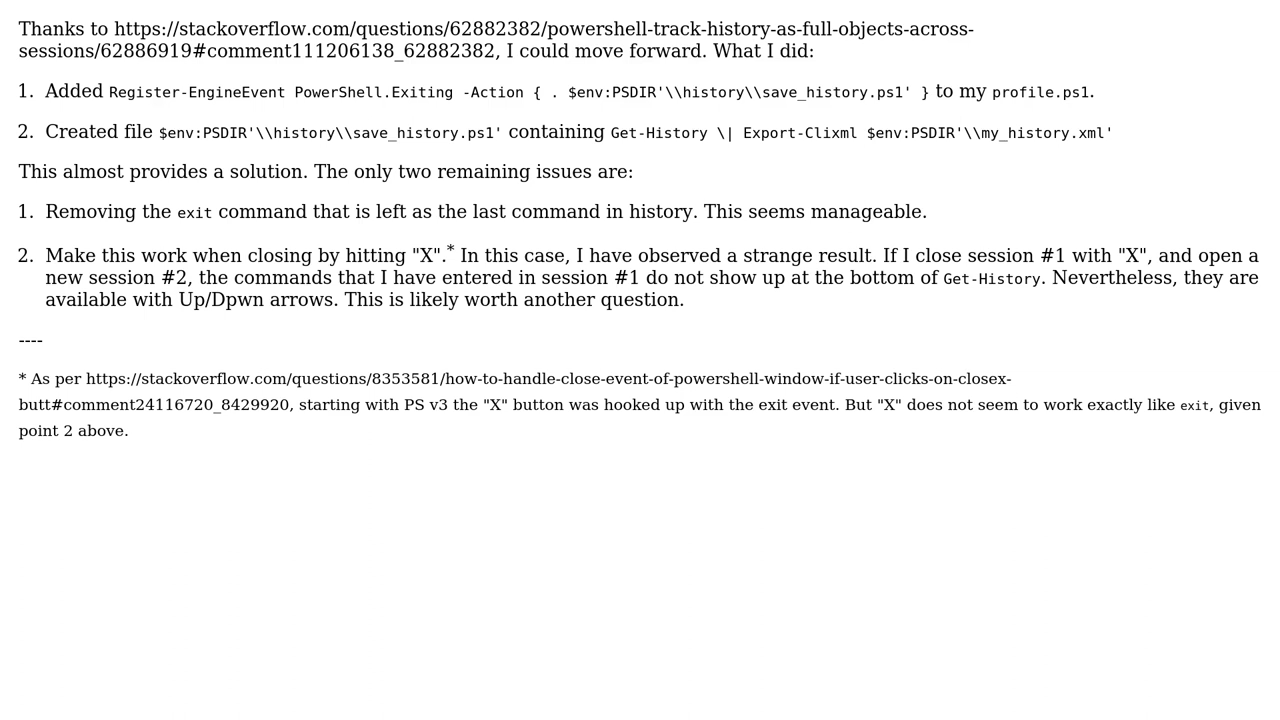 Thanks to https://stackoverflow.com/questions/62882382/powershell-track-history-as-full-objects-across-
sessions/62886919#comment111206138_62882382, I could move forward. What I did:
1. Added Register-EngineEvent PowerShell.Exiting -Action { . $env:PSDIR'\\history\\save_history.ps1' } to my profile.ps1.
2. Created file $env:PSDIR'\\history\\save_history.ps1' containing Get-History \| Export-Clixml $env:PSDIR'\\my_history.xml'
This almost provides a solution. The only two remaining issues are:
1. Removing the exit command that is left as the last command in history. This seems manageable.
2. Make this work when closing by hitting "X".* In this case, I have observed a strange result. If I close session #1 with "X", and open a
new session #2, the commands that I have entered in session #1 do not show up at the bottom of Get-History. Nevertheless, they are
available with Up/Dpwn arrows. This is likely worth another question.
----
* As per https://stackoverflow.com/questions/8353581/how-to-handle-close-event-of-powershell-window-if-user-clicks-on-closex-
butt#comment24116720_8429920, starting with PS v3 the "X" button was hooked up with the exit event. But "X" does not seem to work exactly like exit, given
point 2 above.